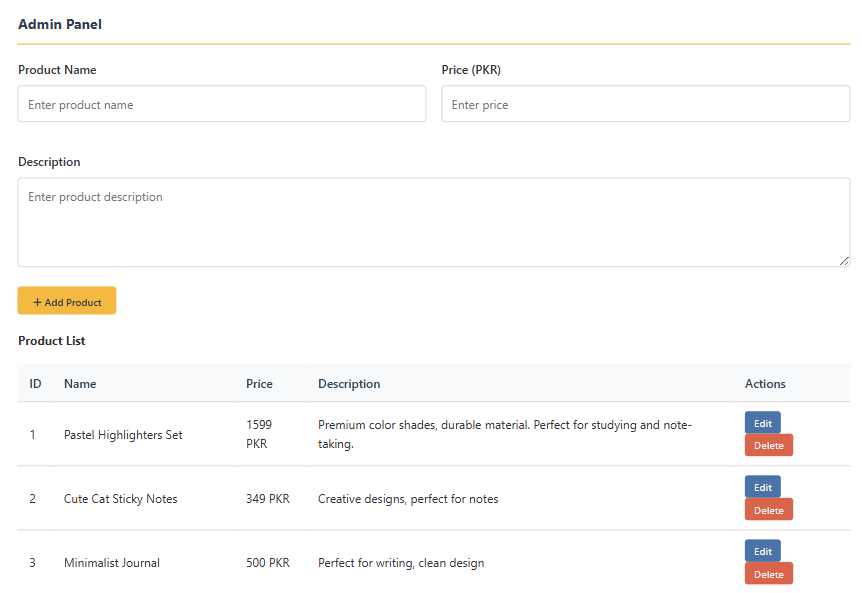 Admin Panel
Product Name Price (PKR)
Enter product name Enter price
Description
Enter product description
+ Add Product
Product List
ID Name Price Description Actions
1 Pastel Highlighters Set 1599 PKR Premium color shades, durable material. Perfect for studying and note-taking. Edit Delete
2 Cute Cat Sticky Notes 349 PKR Creative designs, perfect for notes Edit Delete
3 Minimalist Journal 500 PKR Perfect for writing, clean design Edit Delete